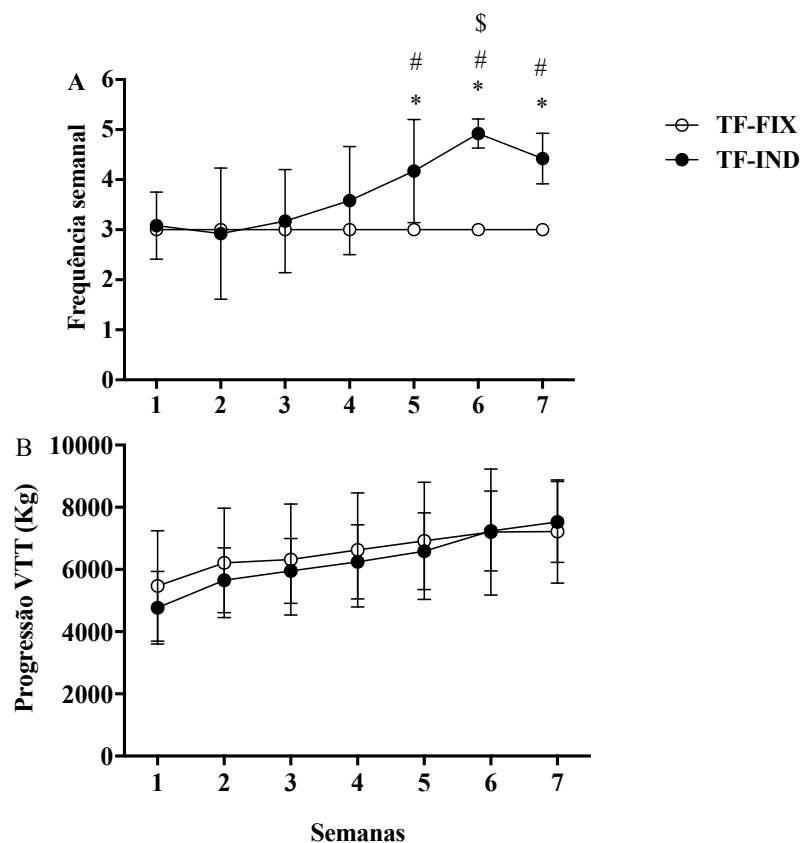 $
# # #
* * *
A
6
5
4
3
2
1
0
Frequência semanal
1 2 3 4 5 6 7
TF-FIX
TF-IND
B
10000
8000
6000
4000
2000
0
Progressão VTT (Kg)
1 2 3 4 5 6 7
Semanas